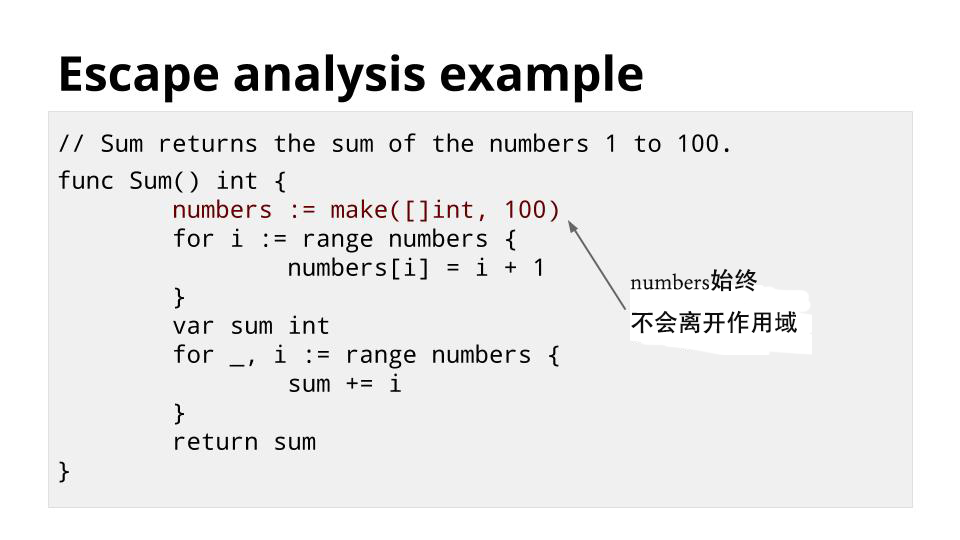 Escape analysis example
// Sum returns the sum of the numbers 1 to 100.
func Sum() int {
        numbers := make([]int, 100)
        for i := range numbers {
                numbers[i] = i + 1
        }
        var sum int
        for _, i := range numbers {
                sum += i
        }
        return sum
}
numbers始终
不会离开作用域